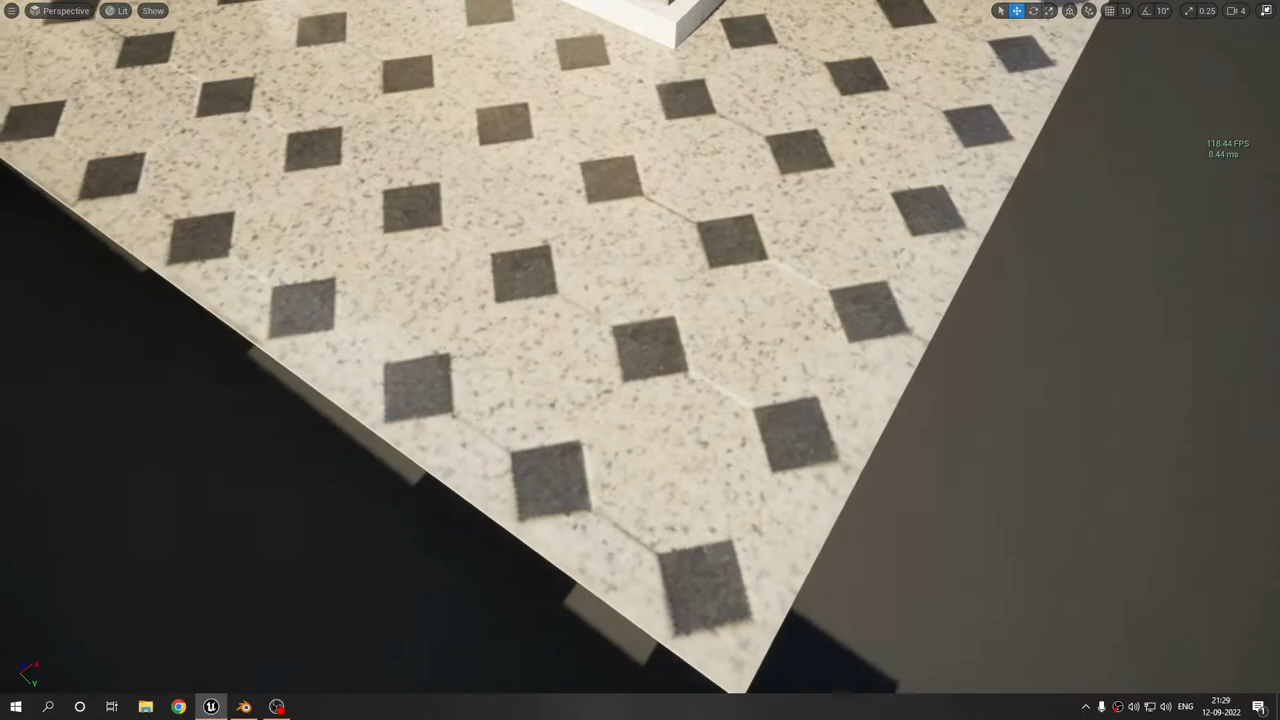 Perspective
Lit
Show
10
10°
0.25
4
118.44 FPS
8.44 ms
X
Y
ENG
21:29
12-09-2022
1